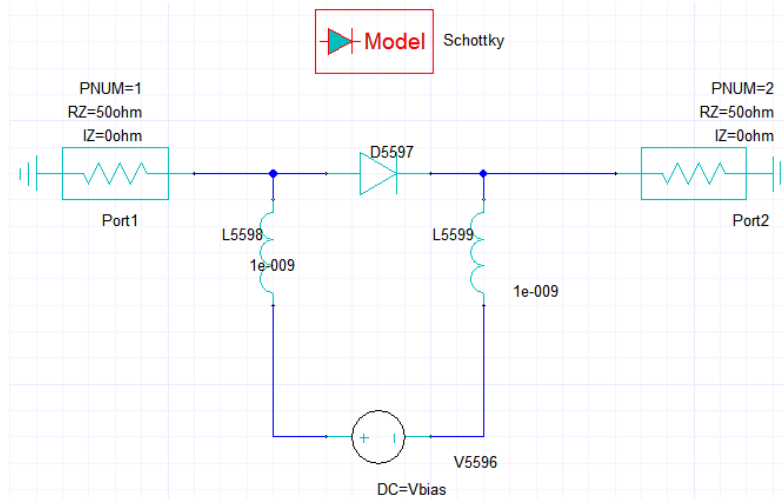 Model
Schottky
PNUM=1
RZ=50ohm
IZ=0ohm
PNUM=2
RZ=50ohm
IZ=0ohm
D5597
Port1
Port2
L5598
1e-009
L5599
1e-009
+
V5596
DC=Vbias